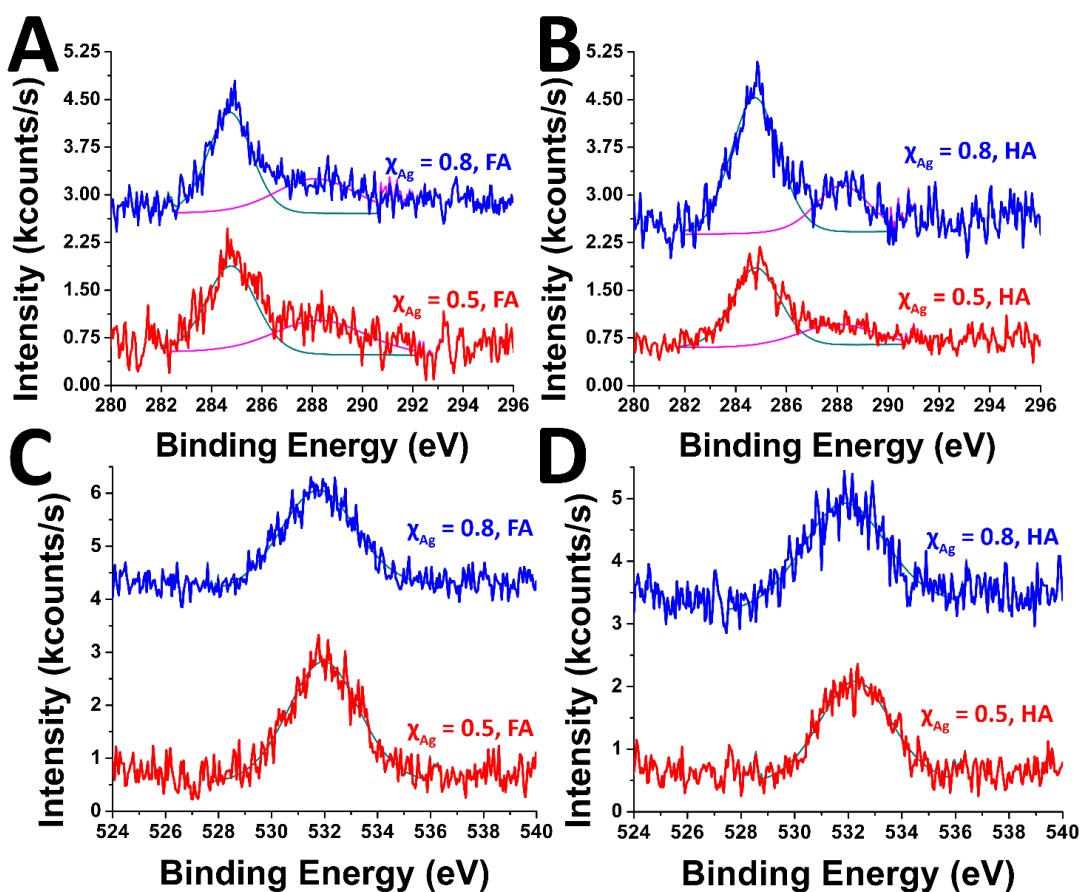 A
B
Intensity (kcounts/s)
5.25
4.50
3.75
3.00
2.25
1.50
0.75
0.00
χAg = 0.8, FA
χAg = 0.5, FA
280 282 284 286 288 290 292 294 296
Binding Energy (eV)
Intensity (kcounts/s)
5.25
4.50
3.75
3.00
2.25
1.50
0.75
0.00
χAg = 0.8, HA
χAg = 0.5, HA
280 282 284 286 288 290 292 294 296
Binding Energy (eV)
C
D
Intensity (kcounts/s)
6
5
4
3
2
1
0
χAg = 0.8, FA
χAg = 0.5, FA
524 526 528 530 532 534 536 538 540
Binding Energy (eV)
Intensity (kcounts/s)
5
4
3
2
1
0
χAg = 0.8, HA
χAg = 0.5, HA
524 526 528 530 532 534 536 538 540
Binding Energy (eV)